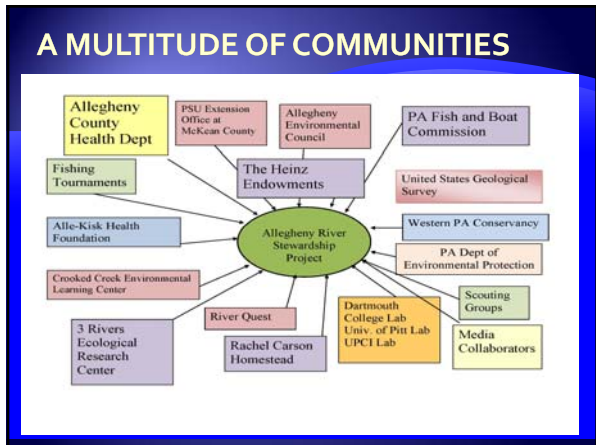 A MULTITUDE OF COMMUNITIES
Allegheny
County
Health Dept
PSU Extension
Office at
McKean County
Allegheny
Environmental
Council
PA Fish and Boat
Commission
Fishing
Tournaments
The Heinz
Endowments
United States Geological
Survey
Alle-Kisk Health
Foundation
Allegheny River
Stewardship
Project
Western PA Conservancy
PA Dept of
Environmental Protection
Crooked Creek Environmental
Learning Center
Scouting
Groups
3 Rivers
Ecological
Research
Center
River Quest
Rachel Carson
Homestead
Dartmouth
College Lab
Univ. of Pitt Lab
UPCI Lab
Media
Collaborators